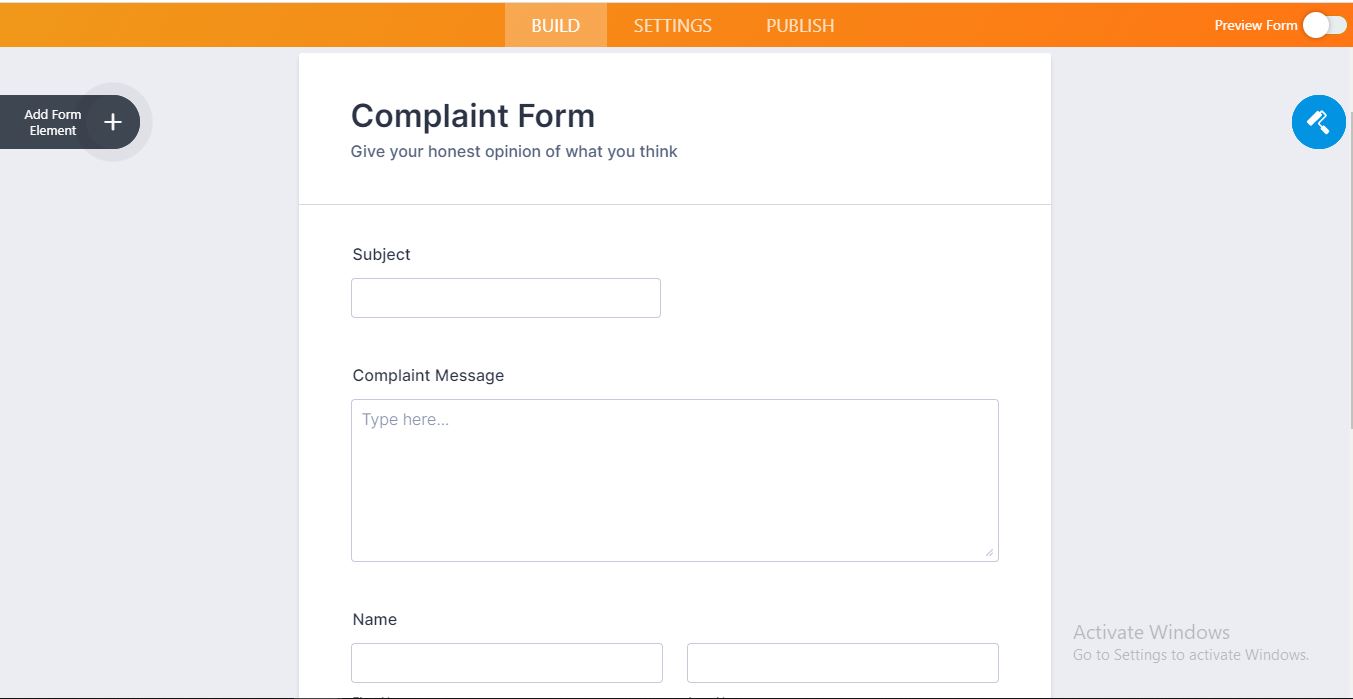 BUILD SETTINGS PUBLISH Preview Form
Add Form
Element
Complaint Form
Give your honest opinion of what you think
Subject
Complaint Message
Type here...
Name
Activate Windows
Go to Settings to activate Windows.